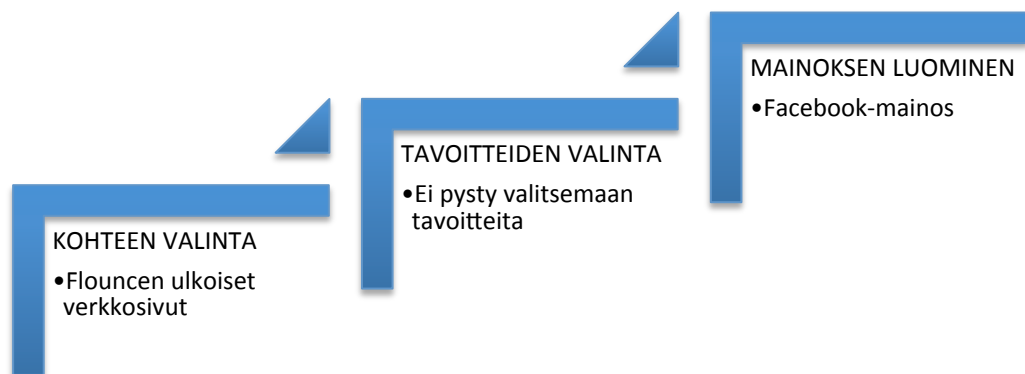 KOHTEEN VALINTA
•Flouncen ulkoiset
verkkosivut
TAVOITTEIDEN VALINTA
•Ei pysty valitsemaan
tavoitteita
MAINOKSEN LUOMINEN
•Facebook-mainos